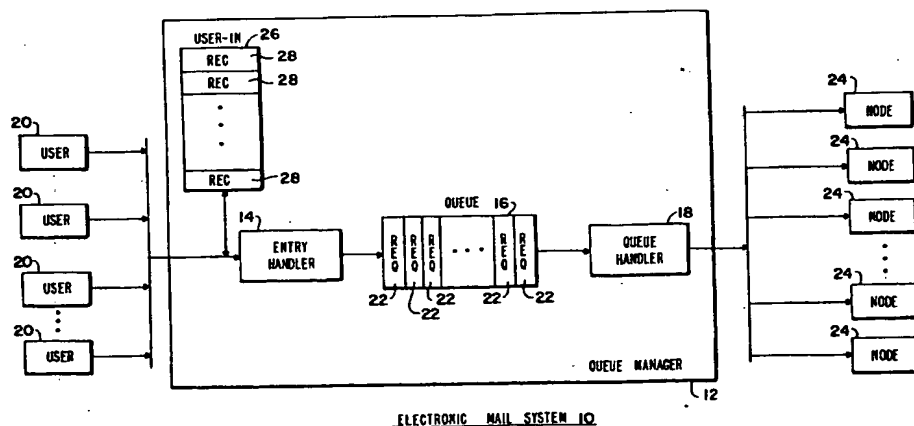 USER-IN 26
REC 28
REC 28
REC 28
20 USER
20 USER
20 USER
20 USER
14 ENTRY HANDLER
QUEUE 16
REQ REQ REQ REQ REQ
22 22 22 22 22
18 QUEUE HANDLER
24 NODE
24 NODE
24 NODE
24 NODE
24 NODE
QUEUE MANAGER
12
ELECTRONIC MAIL SYSTEM 10